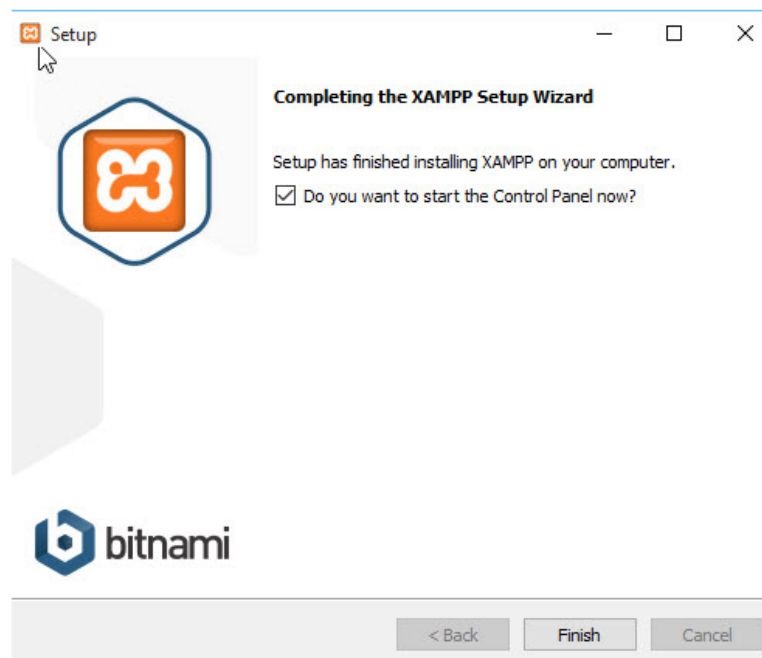 Setup
Completing the XAMPP Setup Wizard
Setup has finished installing XAMPP on your computer.
Do you want to start the Control Panel now?
bitnami
< Back
Finish
Cancel